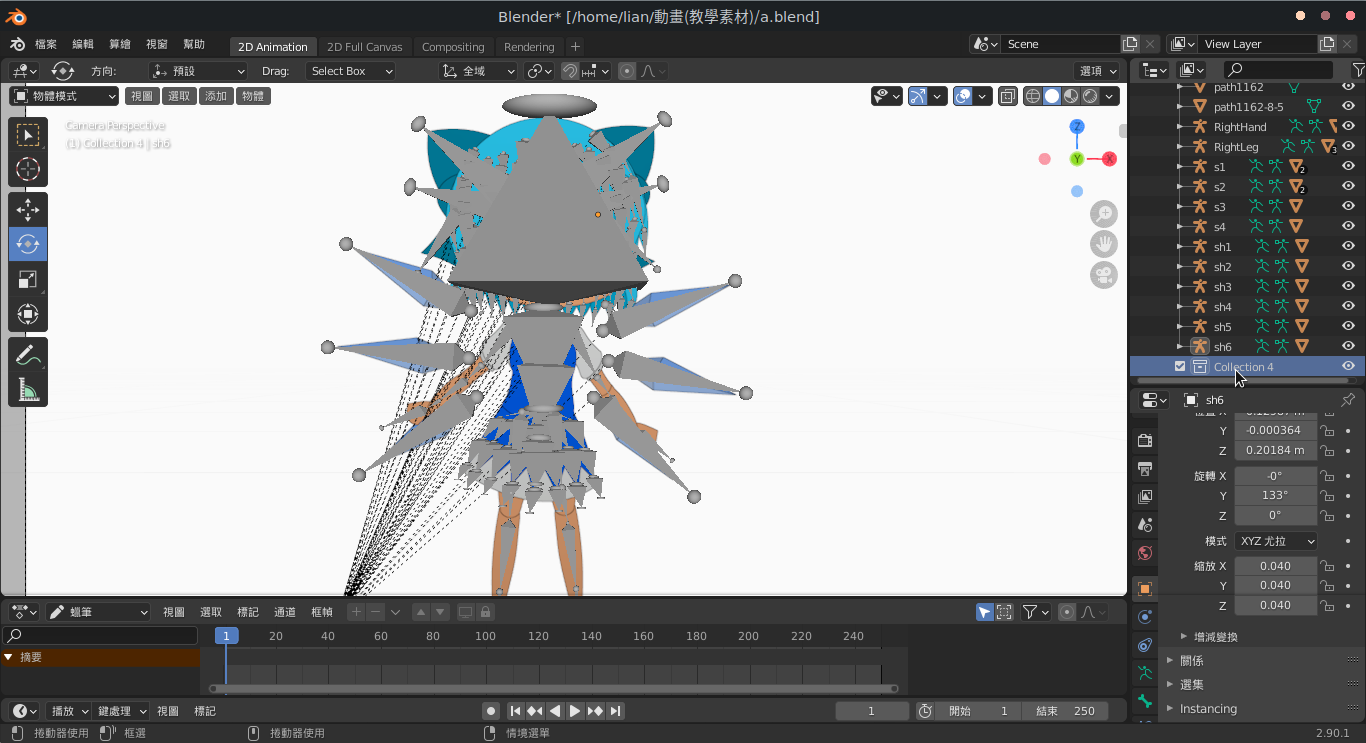 Blender* [/home/lian/動畫(教學素材)/a.blend]
檔案 編輯 算繪 視窗 幫助 2D Animation 2D Full Canvas Compositing Rendering + Scene View Layer
方向: 預設 Drag: Select Box 全域 選項
物體模式 視圖 選取 添加 物體
Camera Perspective
(1) Collection 4 | sh6
Z
Y
X
path1162
path1162-8-5
RightHand
RightLeg 3
s1 2
s2 2
s3
s4
sh1
sh2
sh3
sh4
sh5
sh6
Collection 4
sh6
位置 X
Y -0.000364
Z 0.20184 m
旋轉 X -0°
Y 133°
Z 0°
模式 XYZ 尤拉
縮放 X 0.040
Y 0.040
Z 0.040
增減變換
關係
選集
Instancing
蠟筆 視圖 選取 標記 通道 框幀
1 20 40 60 80 100 120 140 160 180 200 220 240
摘要
播放 鍵處理 視圖 標記 1 開始 1 結束 250
捲動器使用 框選 捲動器使用 情境選單 2.90.1